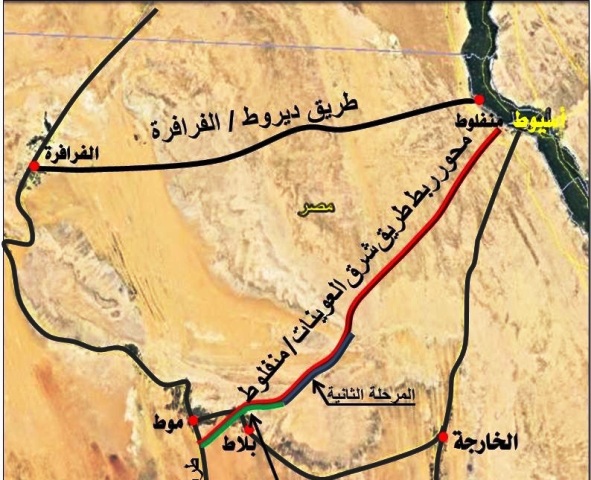 طريق ديروط / الفرافرة
أسيوط
منفلوط
الفرافرة
محور ربط طريق شرق العوينات / منفلوط
مصر
المرحلة الثانية
موط
بلاط
الخارجة